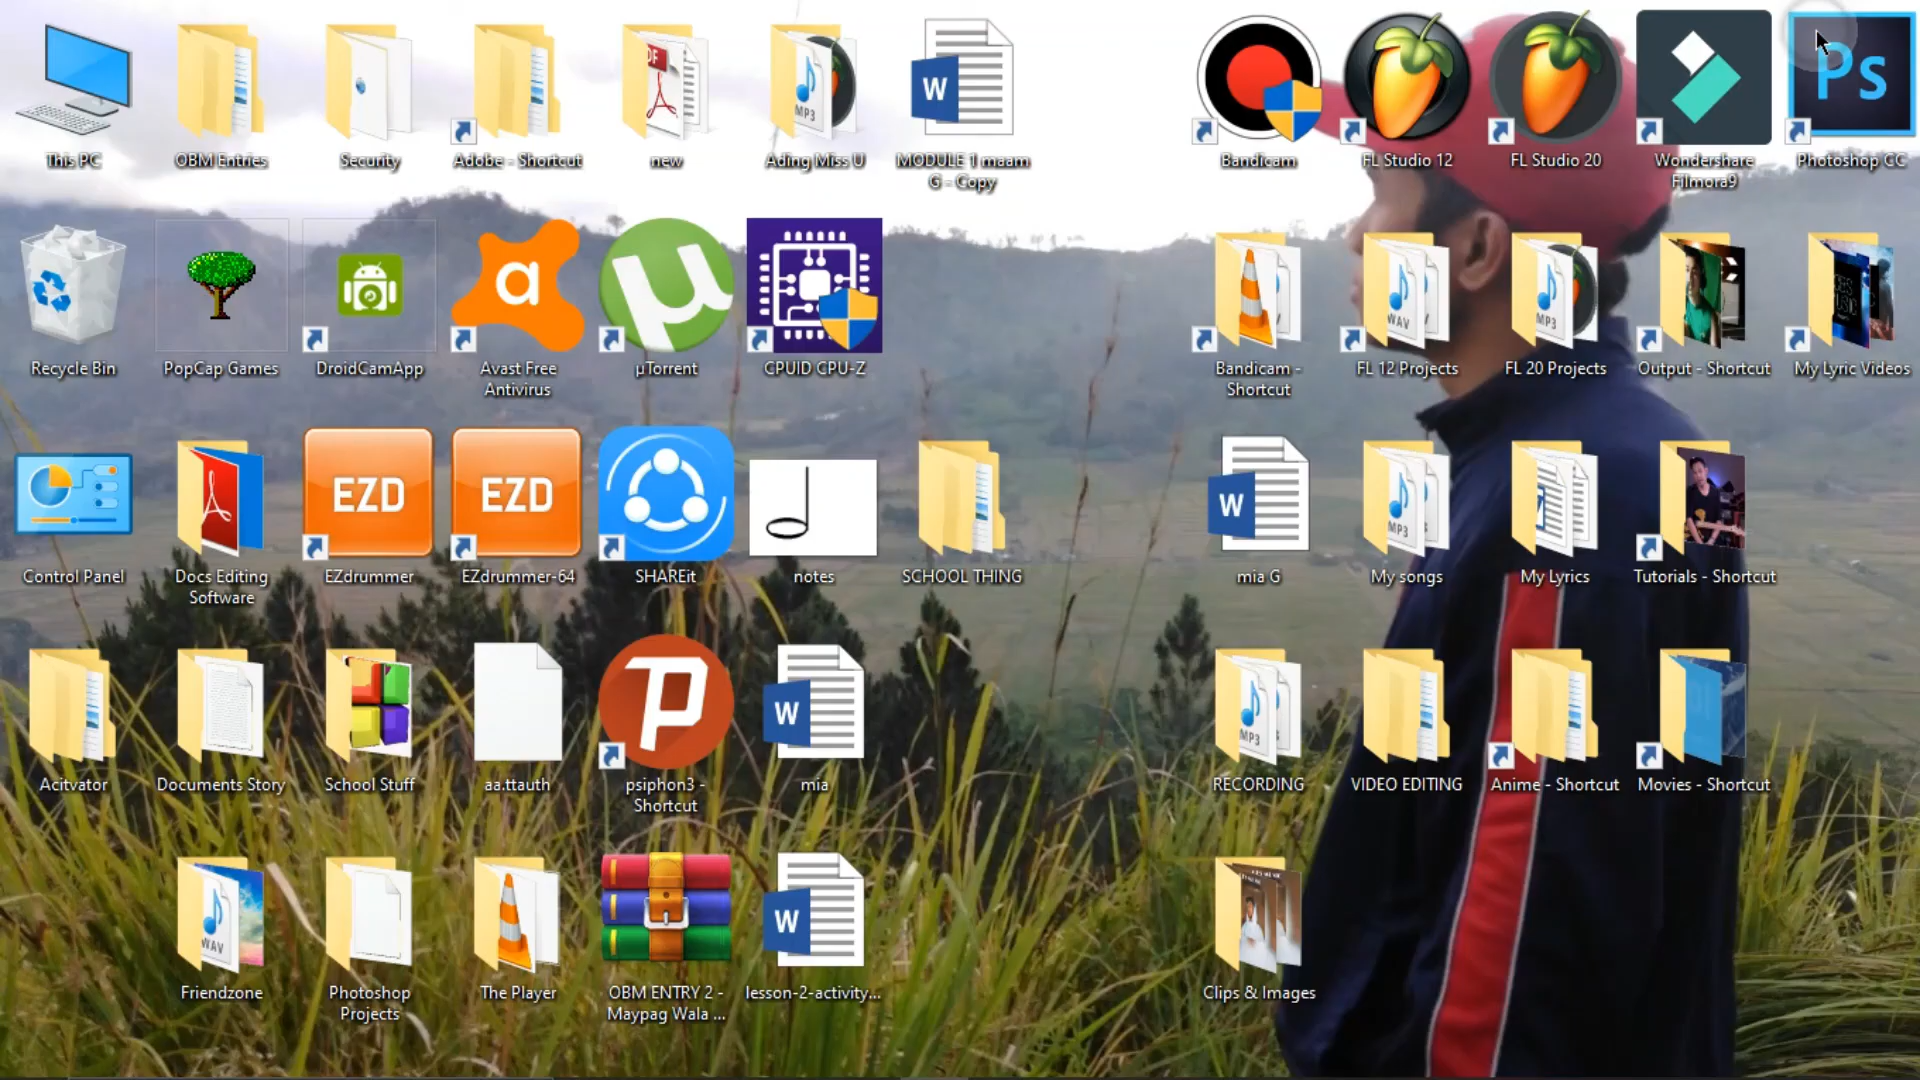 This PC
OBM Entries
Security
Adobe - Shortcut
new
Ading Miss U
MODULE 1 maam
G - Copy
Bandicam
FL Studio 12
FL Studio 20
Wondershare
Filmora9
Photoshop CC
Recycle Bin
PopCap Games
DroidCamApp
Avast Free
Antivirus
µTorrent
CPUID CPU-Z
Bandicam -
Shortcut
FL 12 Projects
FL 20 Projects
Output - Shortcut
My Lyric Videos
EZD
EZD
Control Panel
Docs Editing
Software
EZdrummer
EZdrummer-64
SHAREit
notes
SCHOOL THING
mia G
My songs
My Lyrics
Tutorials - Shortcut
Acitvator
Documents Story
School Stuff
aa.ttauth
psiphon3 -
Shortcut
mia
RECORDING
VIDEO EDITING
Anime - Shortcut
Movies - Shortcut
Friendzone
Photoshop
Projects
The Player
OBM ENTRY 2 -
Maypag Wala ...
lesson-2-activity...
Clips & Images